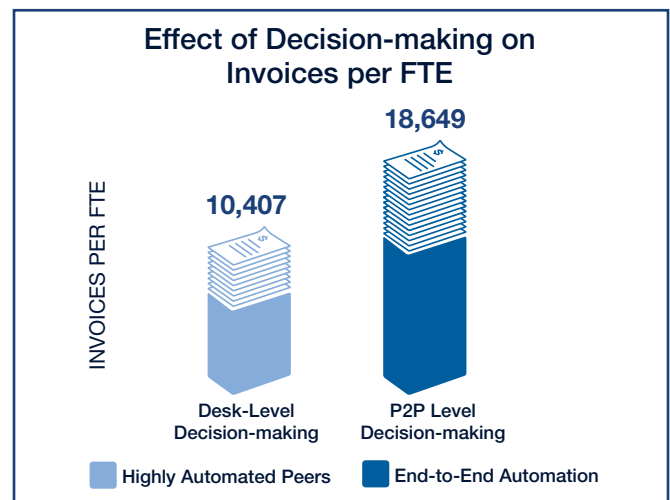 Effect of Decision-making on
Invoices per FTE
18,649
10,407
INVOICES PER FTE
$
$
Desk-Level
Decision-making
P2P Level
Decision-making
Highly Automated Peers
End-to-End Automation